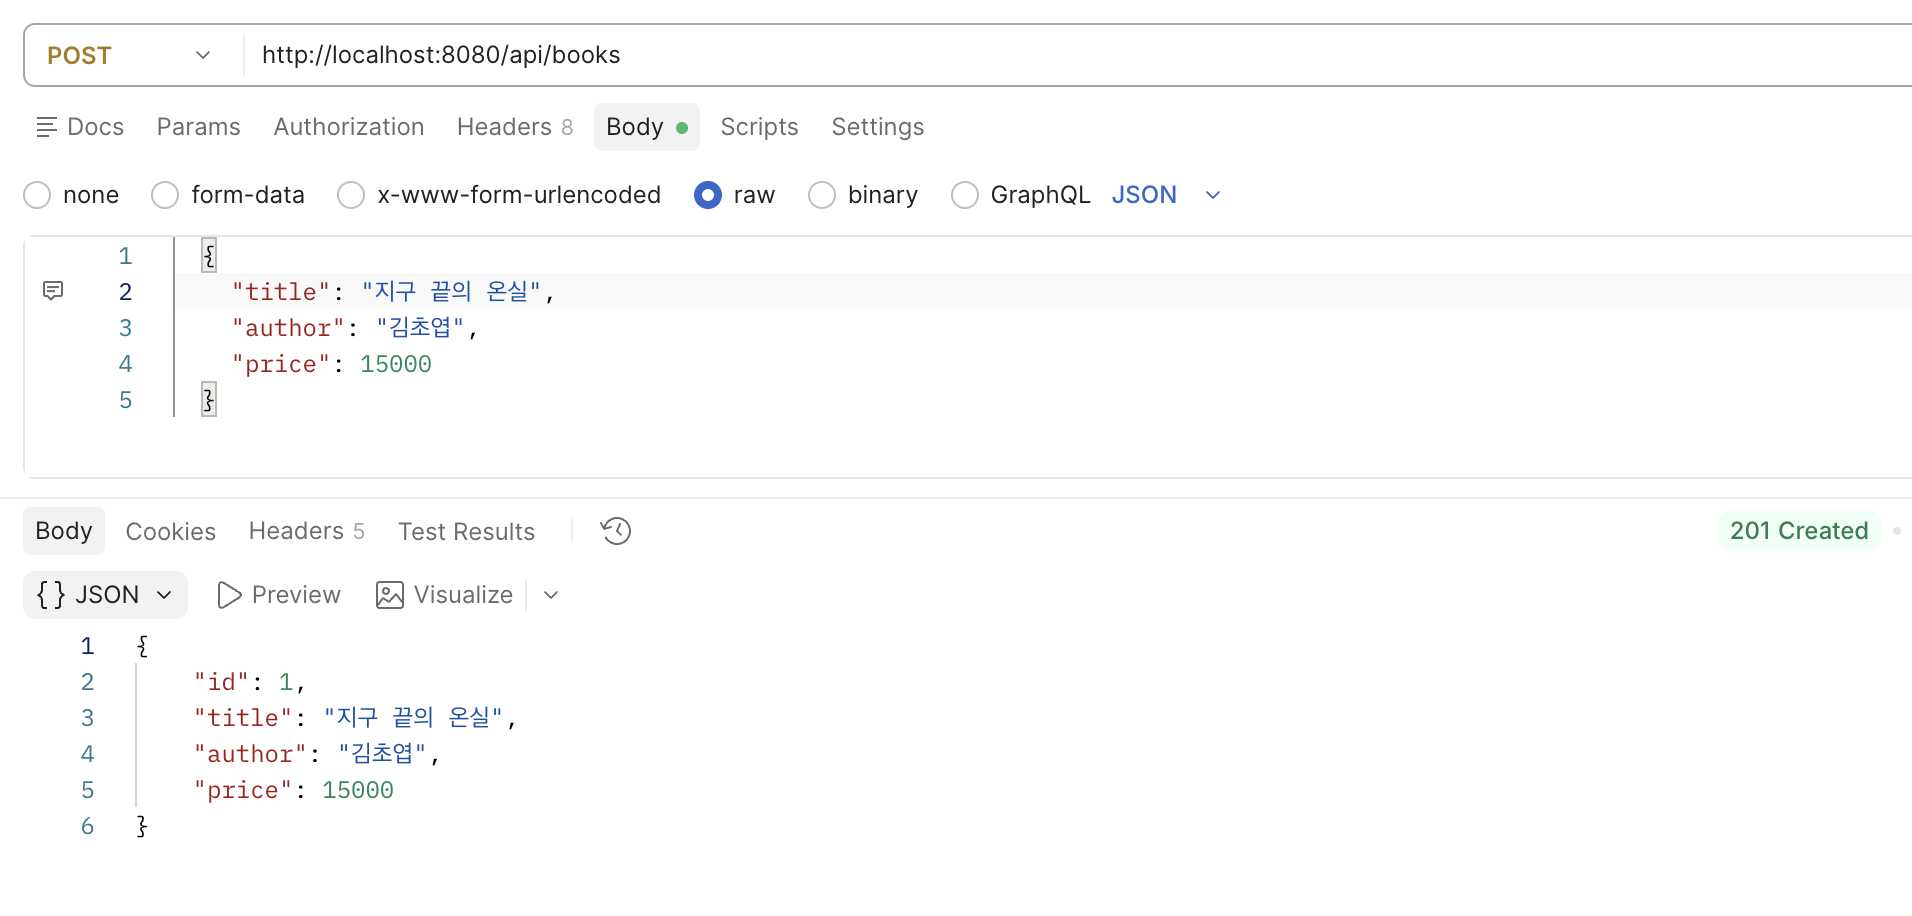 POST http://localhost:8080/api/books
Docs Params Authorization Headers 8 Body Scripts Settings
none form-data x-www-form-urlencoded raw binary GraphQL JSON
1 {
2 "title": "지구 끝의 온실",
3 "author": "김초엽",
4 "price": 15000
5 }
Body Cookies Headers 5 Test Results 201 Created
{} JSON Preview Visualize
1 {
2 "id": 1,
3 "title": "지구 끝의 온실",
4 "author": "김초엽",
5 "price": 15000
6 }